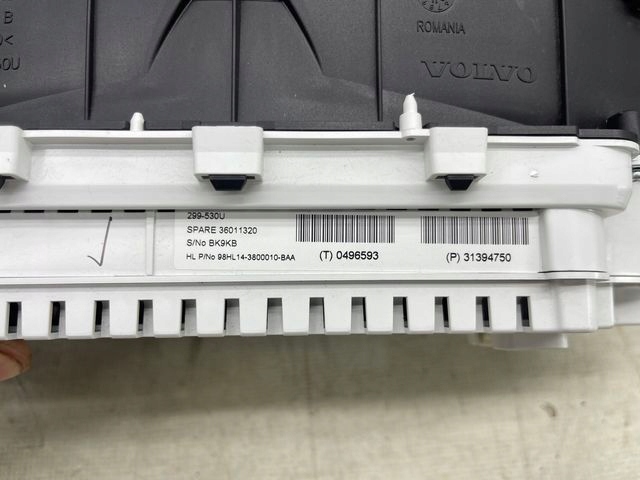 B
ROMANIA
VOLVO
299-530U
SPARE 36011320
S/No BK9KB
HL P/No 98HL14-3800010-BAA
(T) 0496593
(P) 31394750